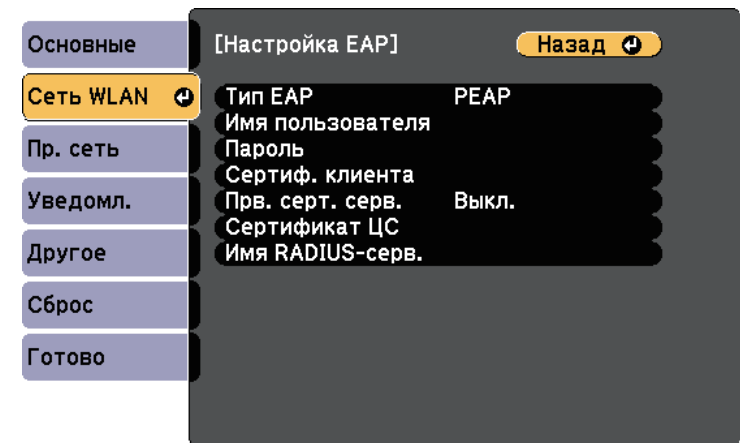 Основные
Сеть WLAN
Пр. сеть
Уведомл.
Другое
Сброс
Готово
[Настройка EAP]
Назад
Тип EAP PEAP
Имя пользователя
Пароль
Сертиф. клиента
Прв. серт. серв. Выкл.
Сертификат ЦС
Имя RADIUS-серв.